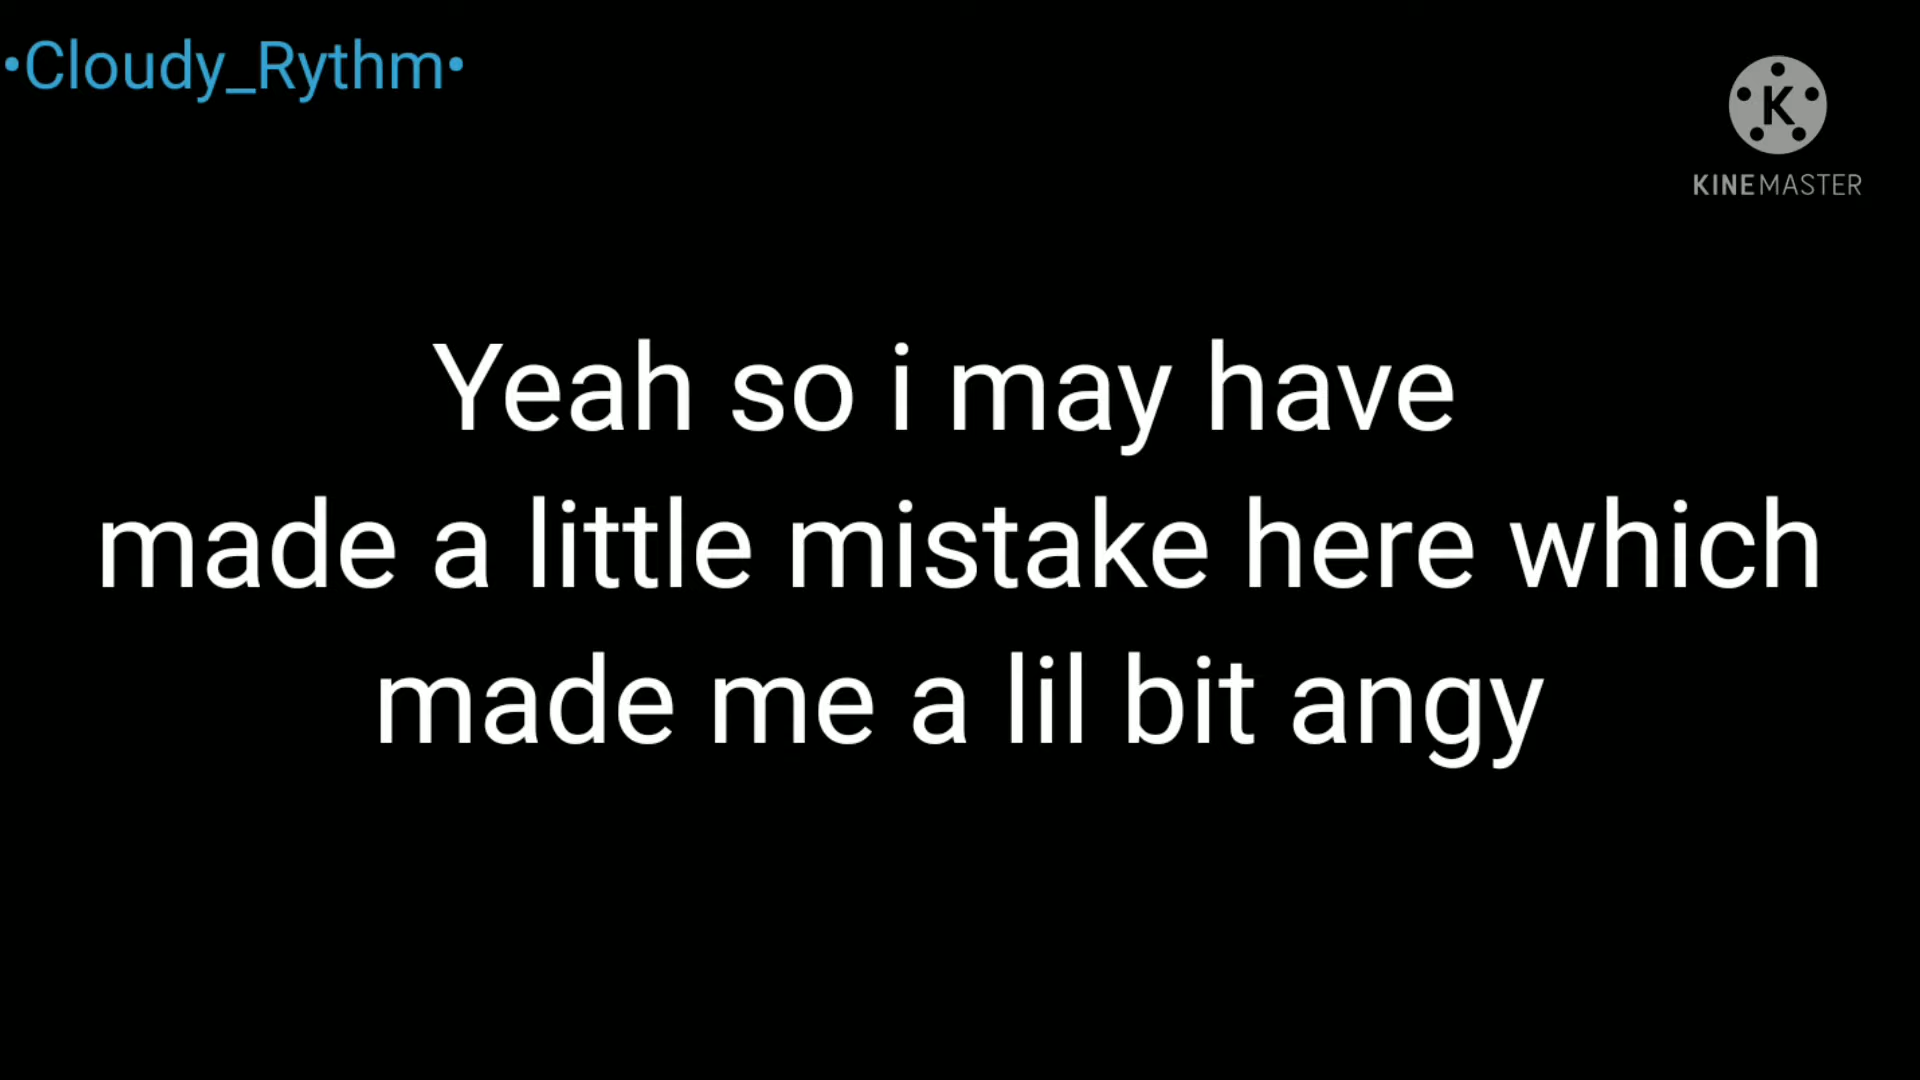 •Cloudy_Rythm•
K
KINEMASTER
Yeah so i may have
made a little mistake here which
made me a lil bit angy